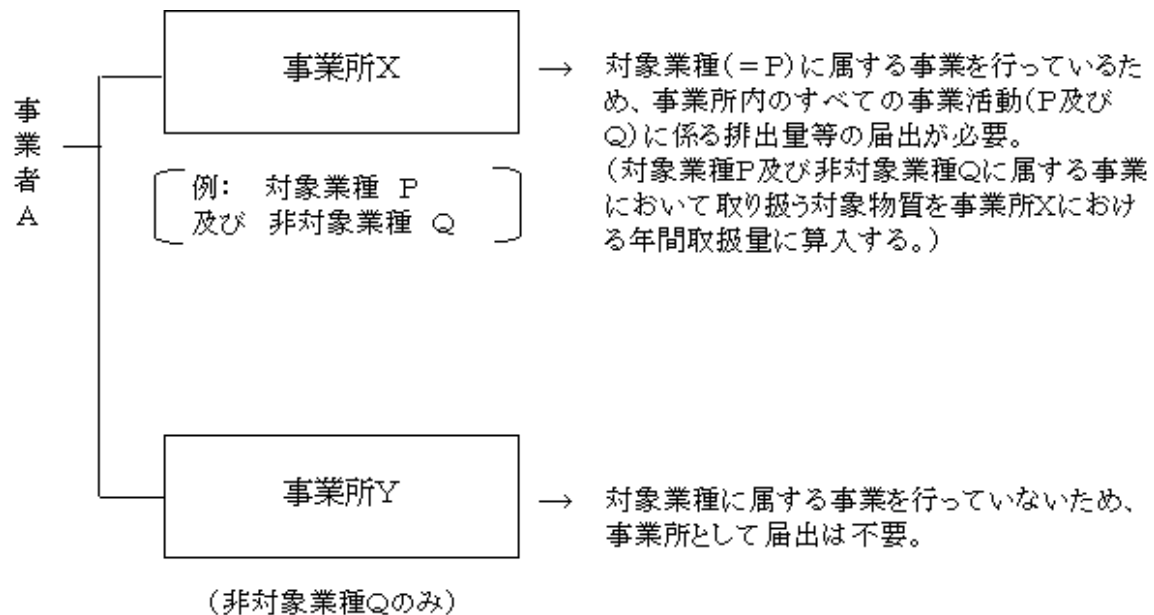 事業者A
事業所X
例： 対象業種 P
及び 非対象業種 Q
→ 対象業種(＝P)に属する事業を行っているた
め、事業所内のすべての事業活動(P及び
Q)に係る排出量等の届出が必要。
(対象業種P及び非対象業種Qに属する事業
において取り扱う対象物質を事業所Xにおけ
る年間取扱量に算入する。)
事業所Y
(非対象業種Qのみ)
→ 対象業種に属する事業を行っていないため、
事業所として届出は不要。